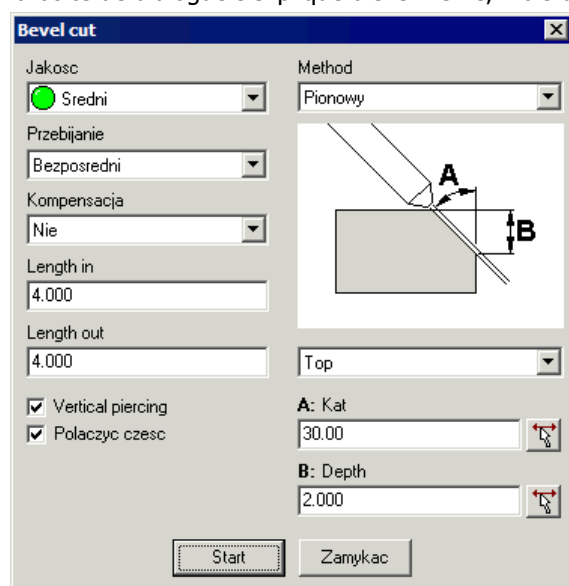 Bevel cut
Jakosc
Sredni
Przebijanie
Bezposredni
Kompensacja
Nie
Length in
4.000
Length out
4.000
Vertical piercing
Polaczyc czesc
Method
Pionowy
A
B
Top
A: Kat
30.00
B: Depth
2.000
Start
Zamykac